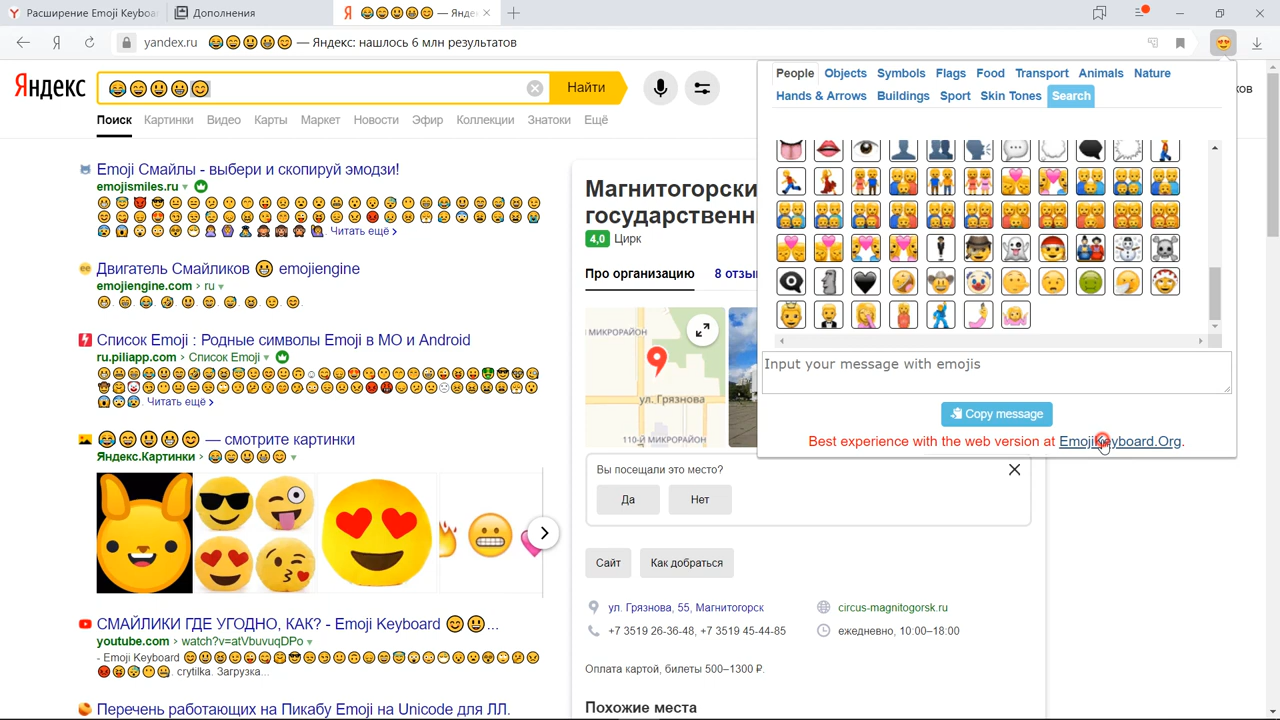 Расширение Emoji Keyboa
Дополнения
😂😄😃😀😊 — Яндек
yandex.ru 😂😄😃😀😊 — Яндекс: нашлось 6 млн результатов
Яндекс
😂😄😃😀😊
Найти
Поиск Картинки Видео Карты Маркет Новости Эфир Коллекции Знатоки Ещё
Emoji Смайлы - выбери и скопируй эмодзи!
emojismiles.ru
Читать ещё >
Двигатель Смайликов 😀 emojiengine
emojiengine.com > ru
Список Emoji : Родные символы Emoji в MO и Android
ru.piliapp.com > Список Emoji
Читать ещё >
😂😄😃😀😊 — смотрите картинки
Яндекс.Картинки > 😂😄😃😀😊
СМАЙЛИКИ ГДЕ УГОДНО, КАК? - Emoji Keyboard 😊😃...
youtube.com > watch?v=atVbuvuqDPo
- Emoji Keyboard
crytilka. Загрузка...
Перечень работающих на Пикабу Emoji на Unicode для ЛЛ.
Магнитогорски
государственн
4,0 Цирк
Про организацию 8 отзы
3 МИКРОРАЙОН
ул. Грязнова
110-й МИКРОРАЙ
Вы посещали это место?
Да Нет
Сайт Как добраться
ул. Грязнова, 55, Магнитогорск
circus-magnitogorsk.ru
+7 3519 26-36-48, +7 3519 45-44-85
ежедневно, 10:00–18:00
Оплата картой, билеты 500–1300 ₽.
Похожие места
People Objects Symbols Flags Food Transport Animals Nature
Hands & Arrows Buildings Sport Skin Tones Search
Input your message with emojis
Copy message
Best experience with the web version at EmojiKeyboard.Org.
ков